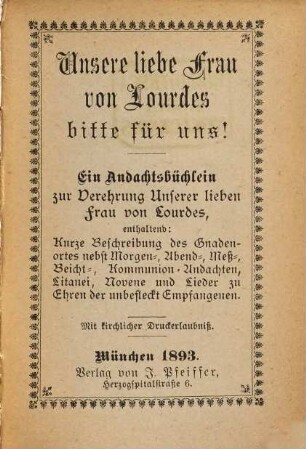 Unsere liebe Frau
von Lourdes
bitte für uns!
Ein Andachtsbüchlein
zur Verehrung Unserer lieben
Frau von Lourdes,
enthaltend:
Kurze Beschreibung des Gnaden-
ortes nebst Morgen-, Abend-, Meß-,
Beicht-, Kommunion-Andachten,
Litanei, Novene und Lieder zu
Ehren der unbefleckt Empfangenen.
Mit kirchlicher Druckerlaubniß.
München 1893.
Verlag von J. Pfeiffer,
Herzogspitalstraße 6.